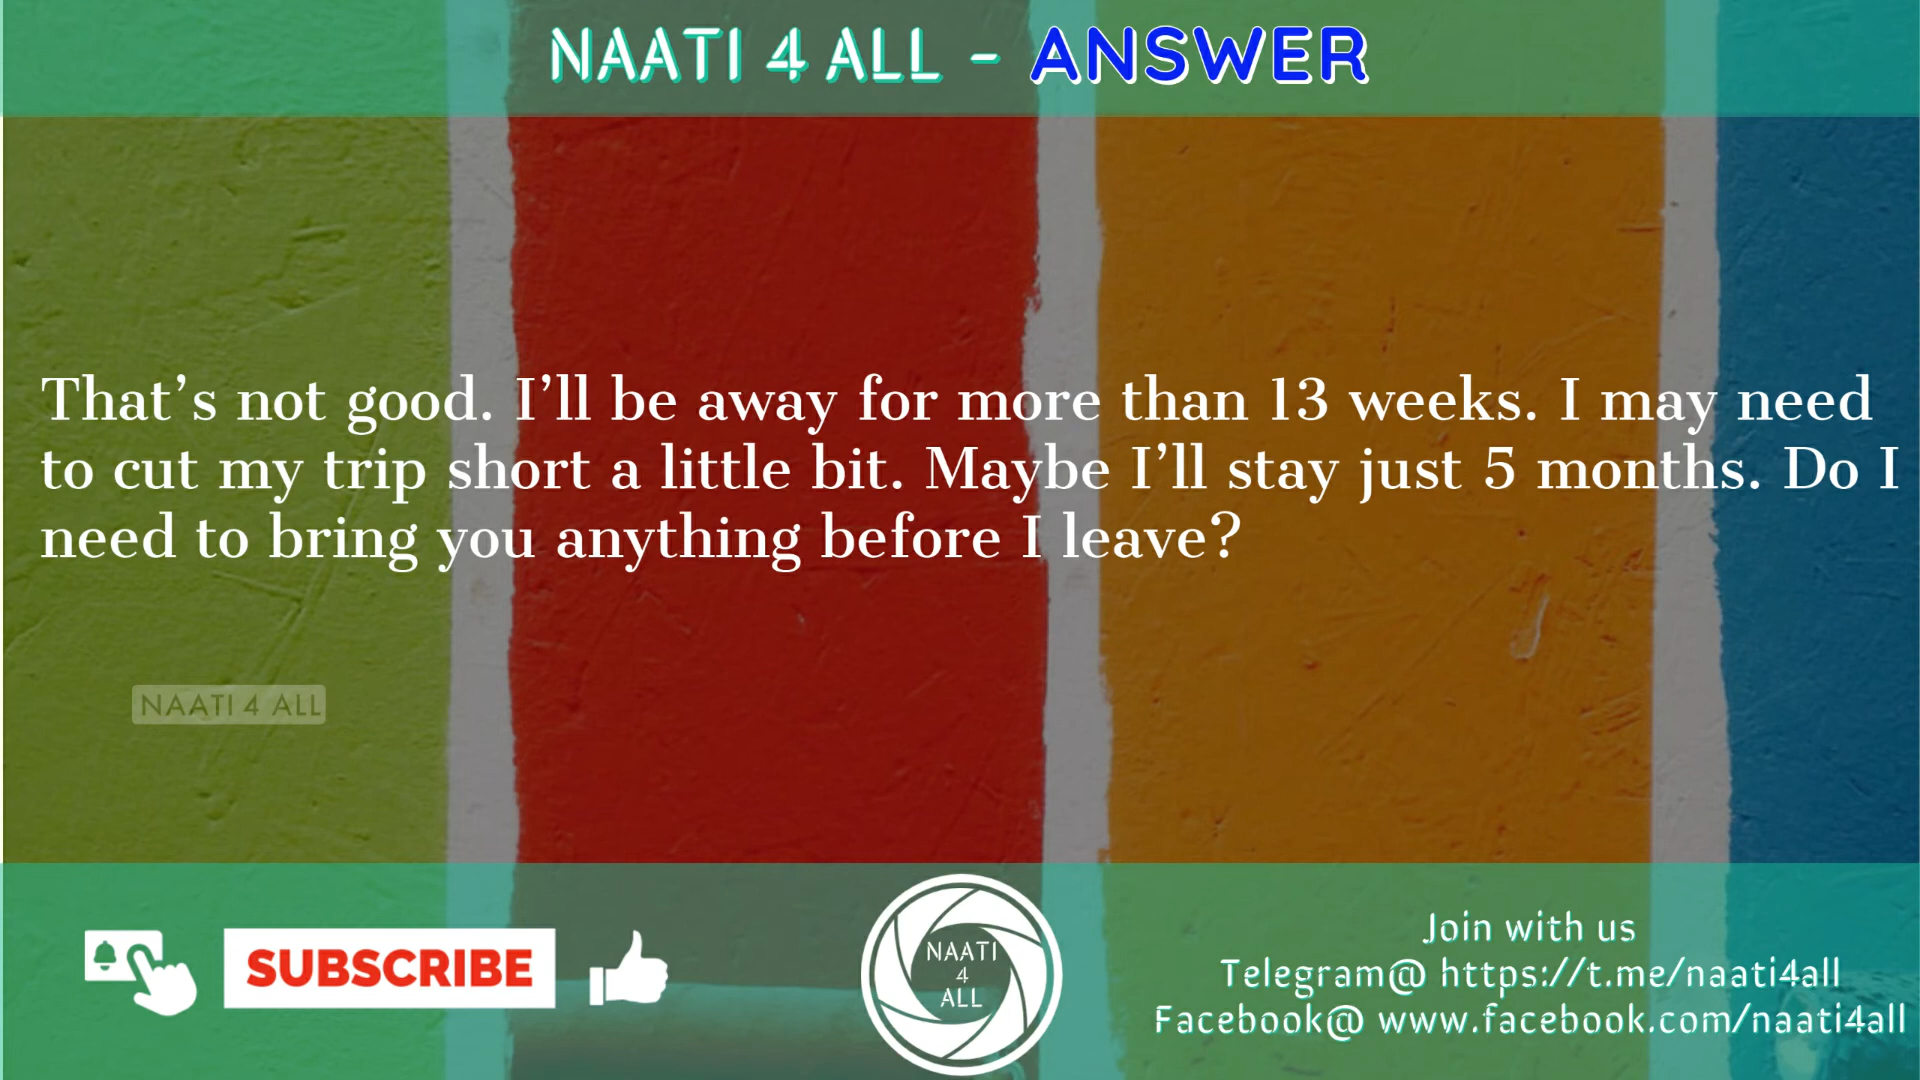 NAATI 4 ALL - ANSWER
That’s not good. I’ll be away for more than 13 weeks. I may need
to cut my trip short a little bit. Maybe I’ll stay just 5 months. Do I
need to bring you anything before I leave?
NAATI 4 ALL
SUBSCRIBE
NAATI
4
ALL
Join with us
Telegram@ https://t.me/naati4all
Facebook@ www.facebook.com/naati4all